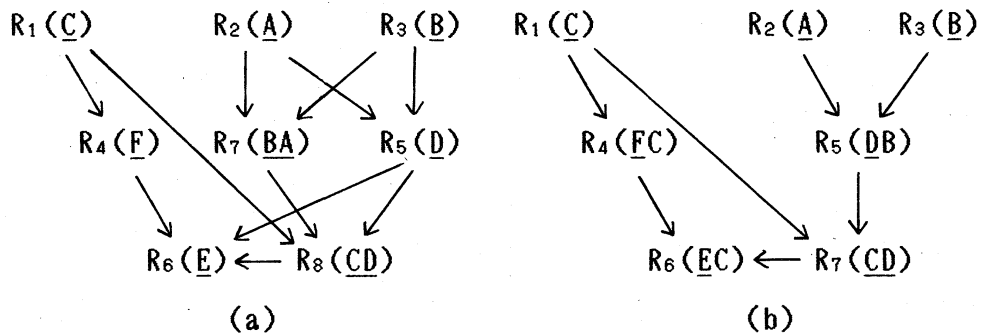 R₁(C) R₂(A) R₃(B)
R₄(F) R₇(BA) R₅(D)
R₆(E) R₈(CD)
(a)
R₁(C) R₂(A) R₃(B)
R₄(FC) R₅(DB)
R₆(EC) R₇(CD)
(b)